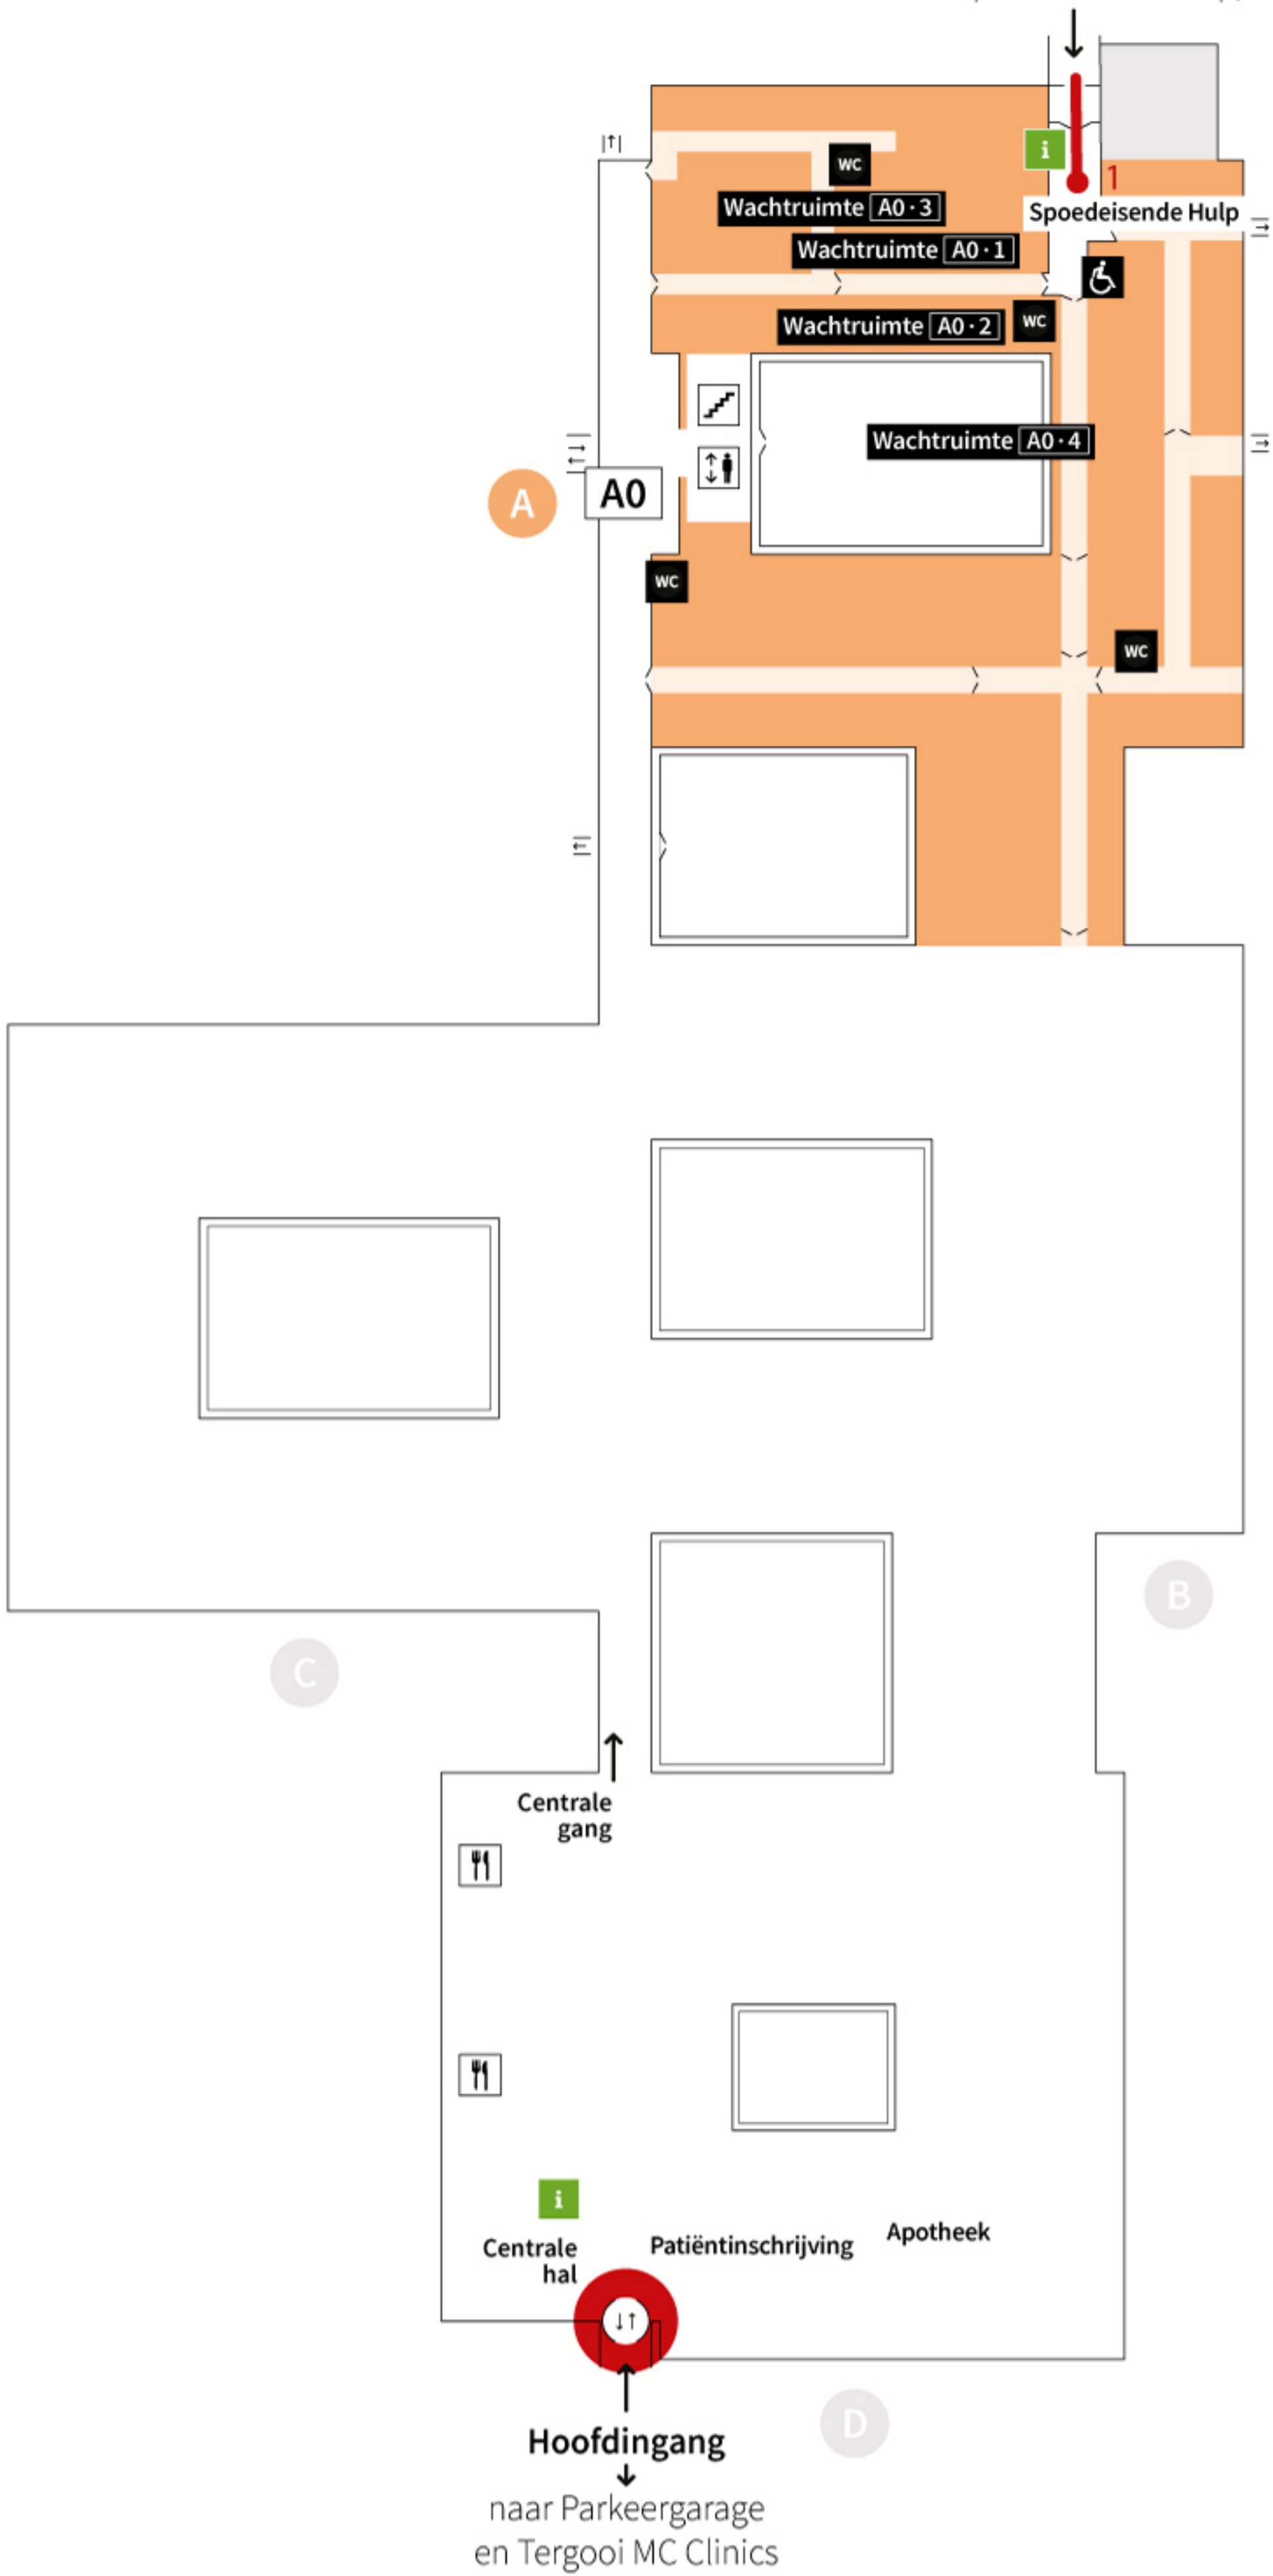 i
1
WC
Wachtruimte A0·3
Spoedeisende Hulp
Wachtruimte A0·1
Wachtruimte A0·2
WC
Wachtruimte A0·4
A
A0
WC
WC
B
C
Centrale
gang
i
Centrale
hal
Patiëntinschrijving
Apotheek
Hoofdingang
D
naar Parkeergarage
en Tergooi MC Clinics